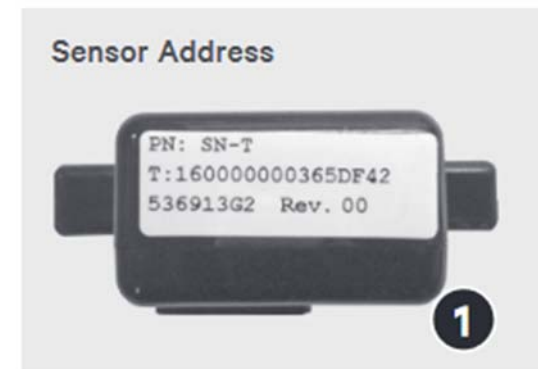 Sensor Address
PN: SN-T
T:160000000365DF42
536913G2 Rev. 00
1